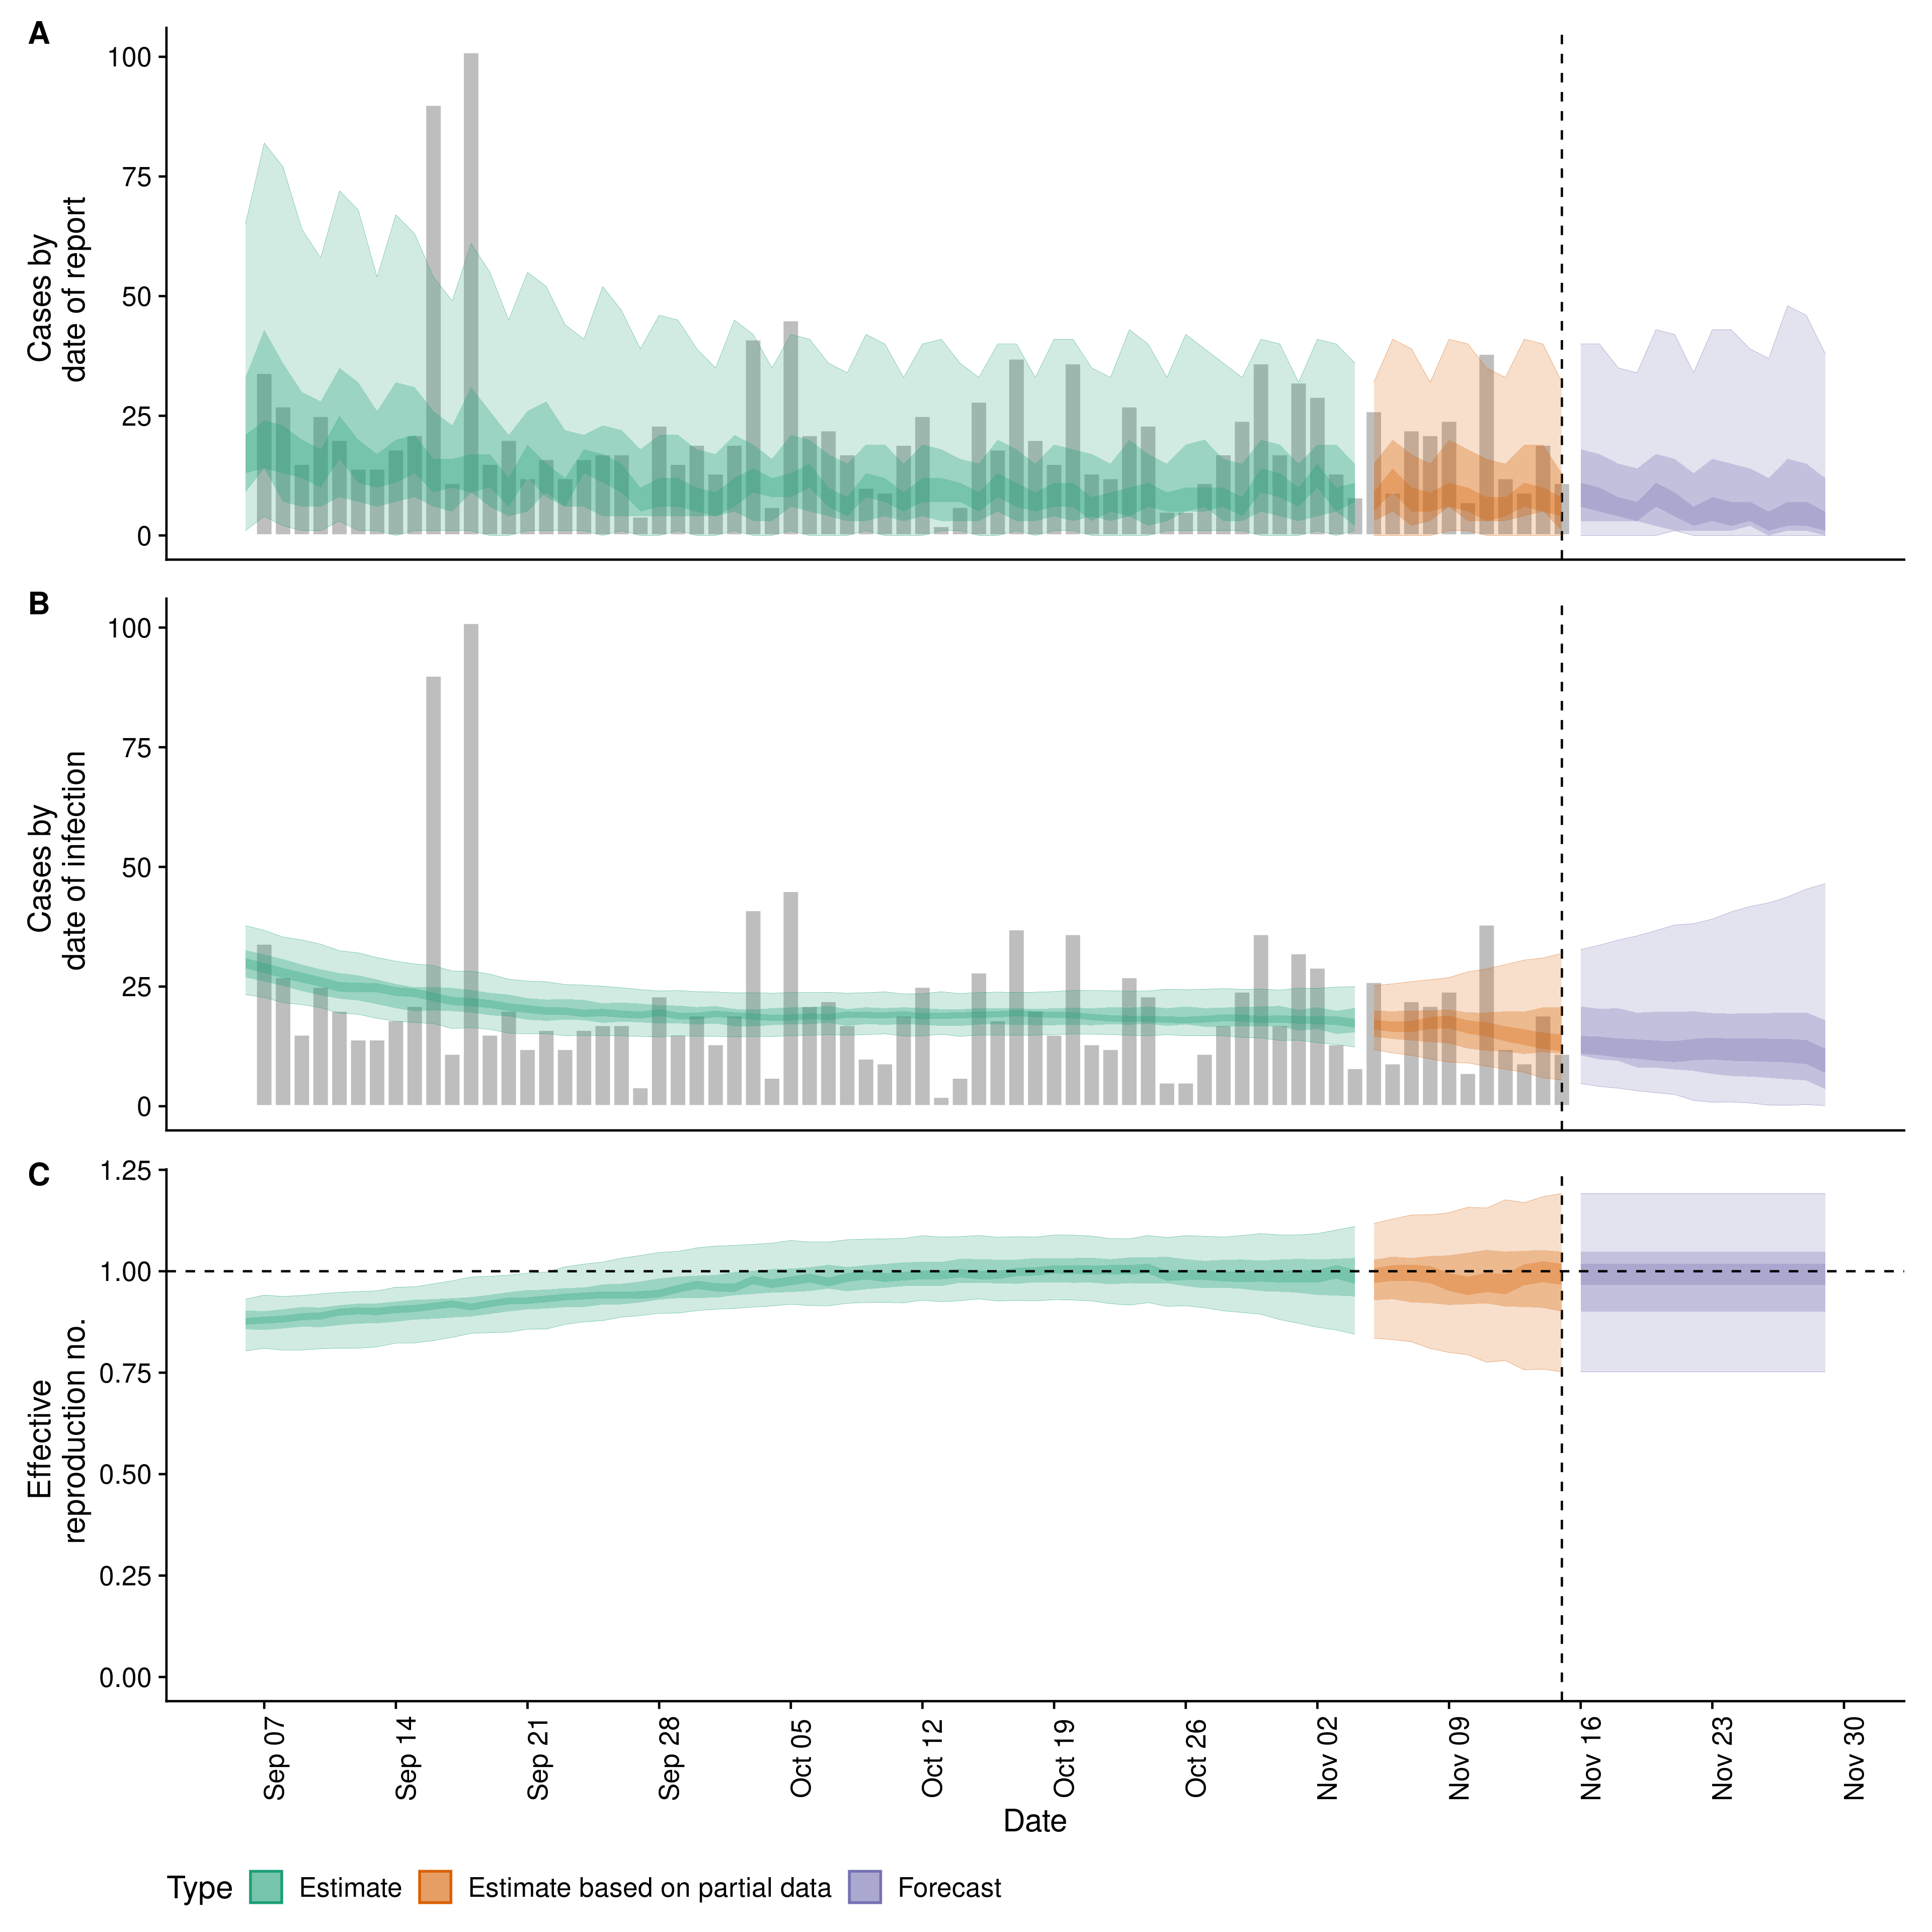 A
100
75
50
25
0
Cases by
date of report
B
100
75
50
25
0
Cases by
date of infection
C
1.25
1.00
0.75
0.50
0.25
0.00
Effective
reproduction no.
Sep 07
Sep 14
Sep 21
Sep 28
Oct 05
Oct 12
Oct 19
Oct 26
Nov 02
Nov 09
Nov 16
Nov 23
Nov 30
Date
Type Estimate Estimate based on partial data Forecast